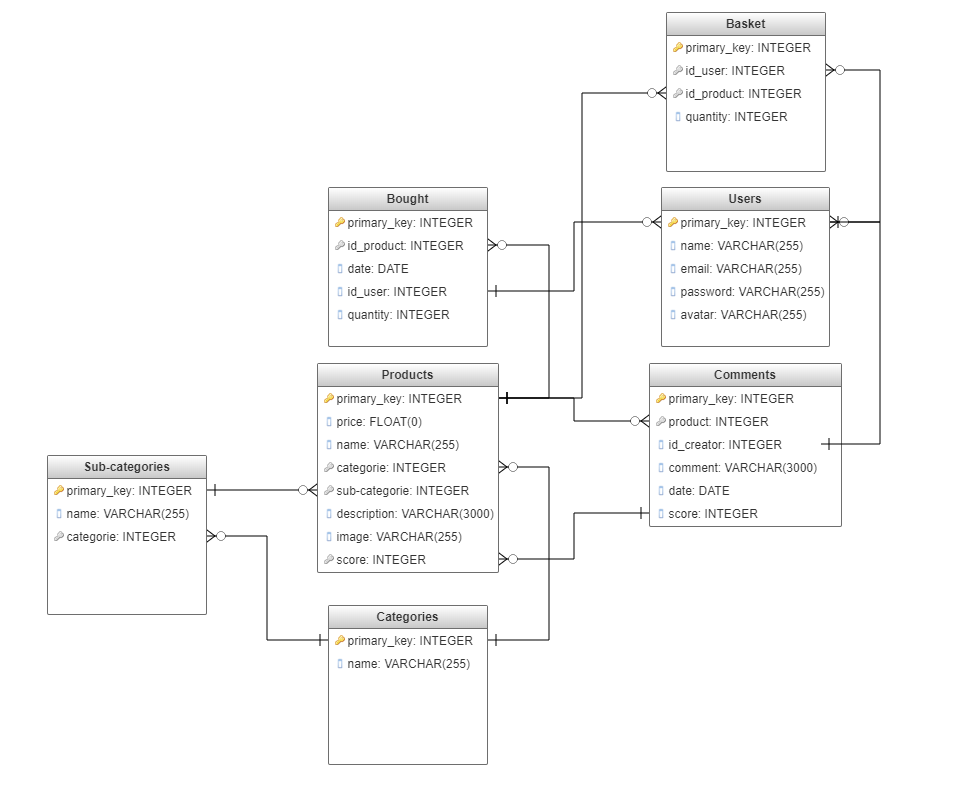 Basket
primary_key: INTEGER
id_user: INTEGER
id_product: INTEGER
quantity: INTEGER
Bought
primary_key: INTEGER
id_product: INTEGER
date: DATE
id_user: INTEGER
quantity: INTEGER
Users
primary_key: INTEGER
name: VARCHAR(255)
email: VARCHAR(255)
password: VARCHAR(255)
avatar: VARCHAR(255)
Products
primary_key: INTEGER
price: FLOAT(0)
name: VARCHAR(255)
categorie: INTEGER
sub-categorie: INTEGER
description: VARCHAR(3000)
image: VARCHAR(255)
score: INTEGER
Comments
primary_key: INTEGER
product: INTEGER
id_creator: INTEGER
comment: VARCHAR(3000)
date: DATE
score: INTEGER
Sub-categories
primary_key: INTEGER
name: VARCHAR(255)
categorie: INTEGER
Categories
primary_key: INTEGER
name: VARCHAR(255)